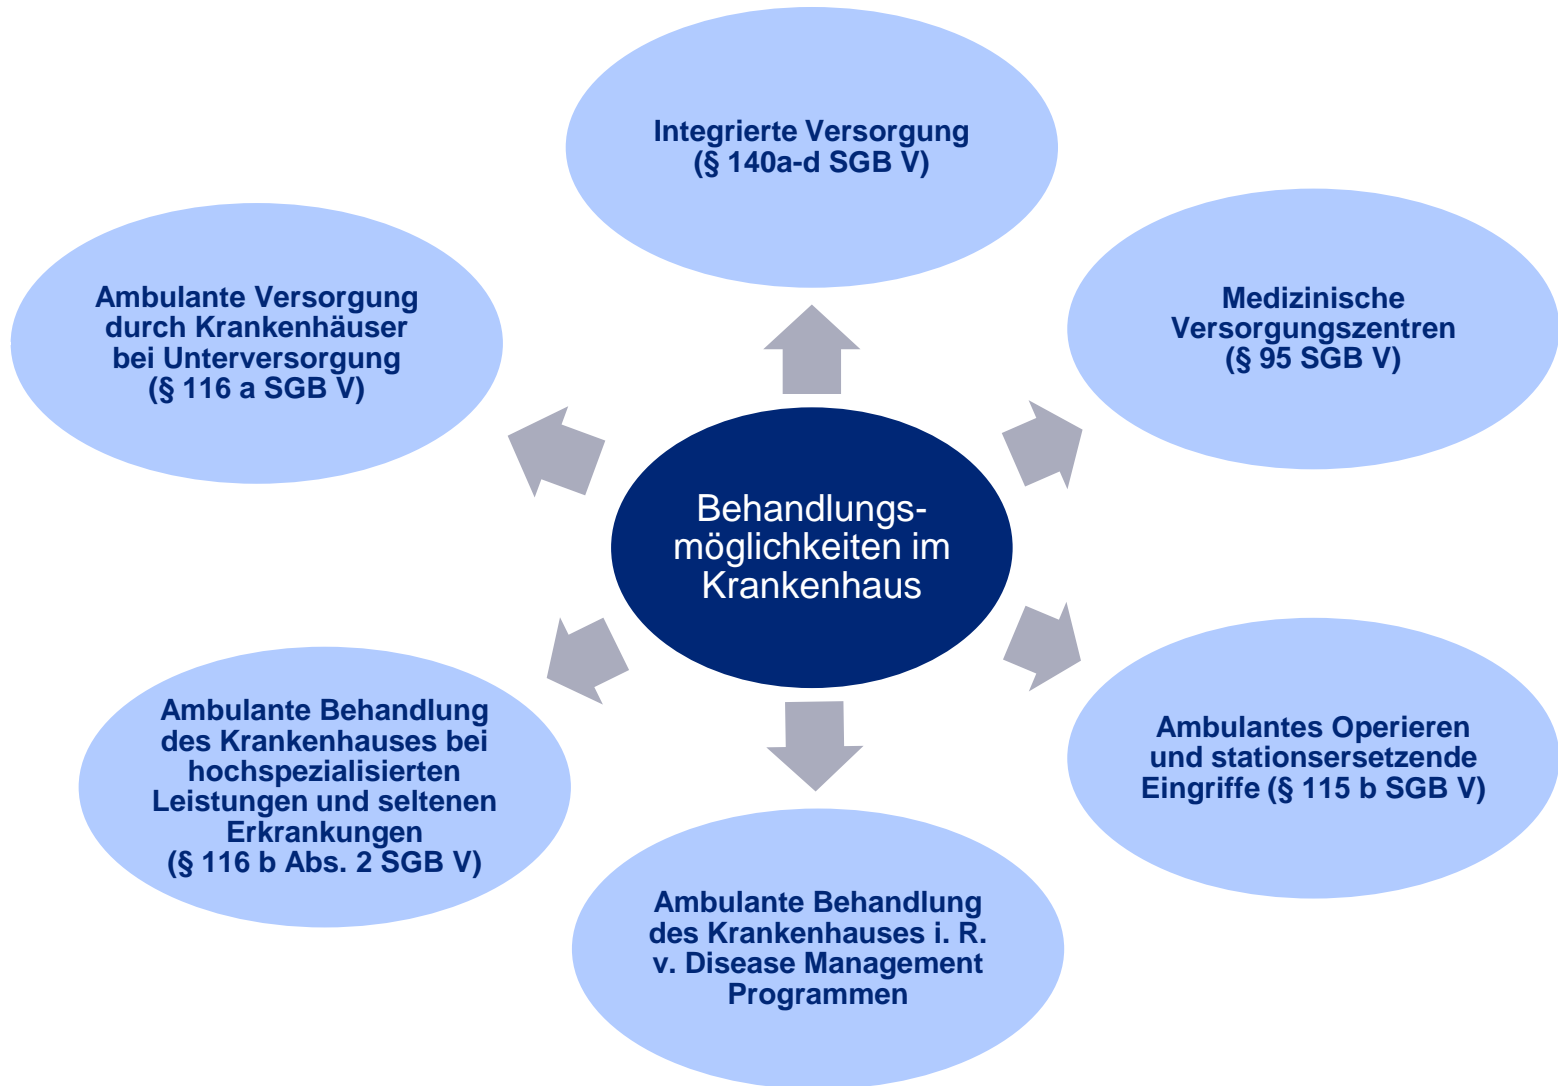 Integrierte Versorgung
(§ 140a-d SGB V)
Ambulante Versorgung
durch Krankenhäuser
bei Unterversorgung
(§ 116 a SGB V)
Medizinische
Versorgungszentren
(§ 95 SGB V)
Behandlungs-
möglichkeiten im
Krankenhaus
Ambulante Behandlung
des Krankenhauses bei
hochspezialisierten
Leistungen und seltenen
Erkrankungen
(§ 116 b Abs. 2 SGB V)
Ambulantes Operieren
und stationsersetzende
Eingriffe (§ 115 b SGB V)
Ambulante Behandlung
des Krankenhauses i. R.
v. Disease Management
Programmen